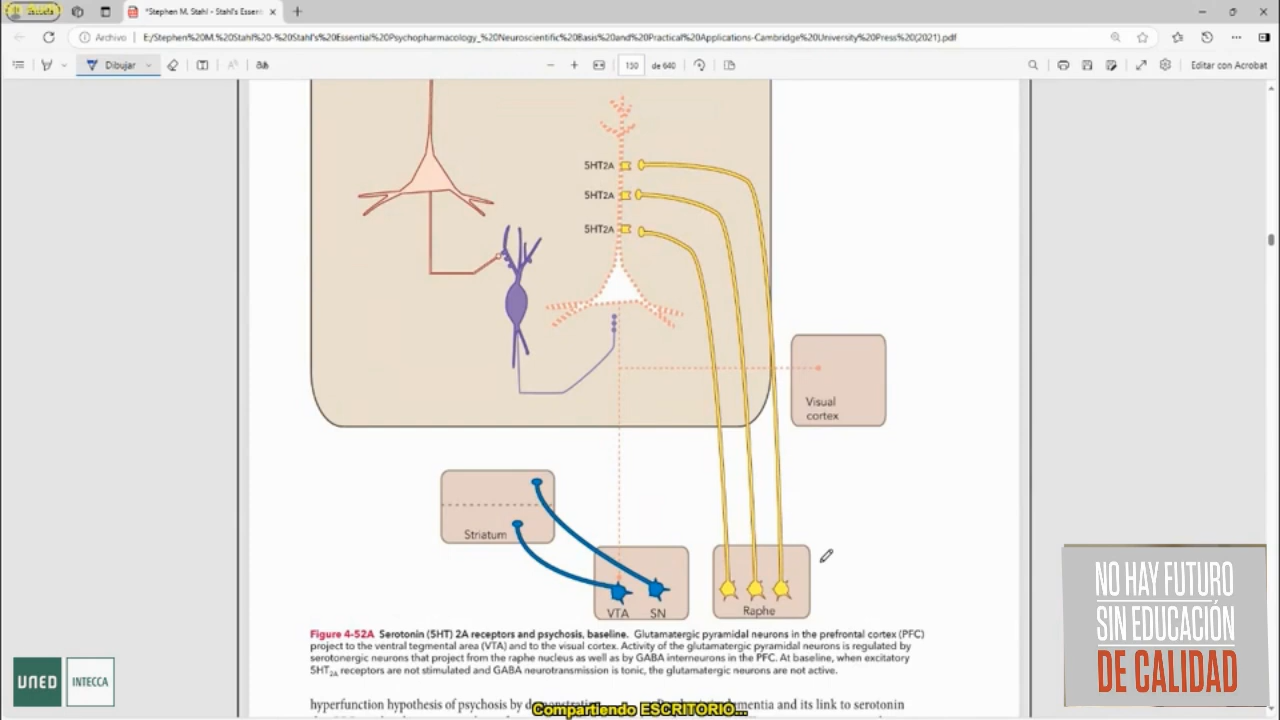 *Stephen M. Stahl - Stahl's Essen
Archivo
E:/Stephen%20M.%20Stahl%20-%20Stahl's%20Essential%20Psychopharmacology_%20Neuroscientific%20Basis%20and%20Practical%20Applications-Cambridge%20University%20Press%20(2021).pdf
Dibujar
150
de 640
Editar con Acrobat
5HT2A
5HT2A
5HT2A
Visual
cortex
Striatum
VTA
SN
Raphe
Figure 4-52A Serotonin (5HT) 2A receptors and psychosis, baseline. Glutamatergic pyramidal neurons in the prefrontal cortex (PFC)
project to the ventral tegmental area (VTA) and to the visual cortex. Activity of the glutamatergic pyramidal neurons is regulated by
serotonergic neurons that project from the raphe nucleus as well as by GABA interneurons in the PFC. At baseline, when excitatory
5HT2A receptors are not stimulated and GABA neurotransmission is tonic, the glutamatergic neurons are not active.
hyperfunction hypothesis of psychosis by
and its link to serotonin
Compartiendo ESCRITORIO...
UNED
INTECCA
NO HAY FUTURO
SIN EDUCACIÓN
DE CALIDAD